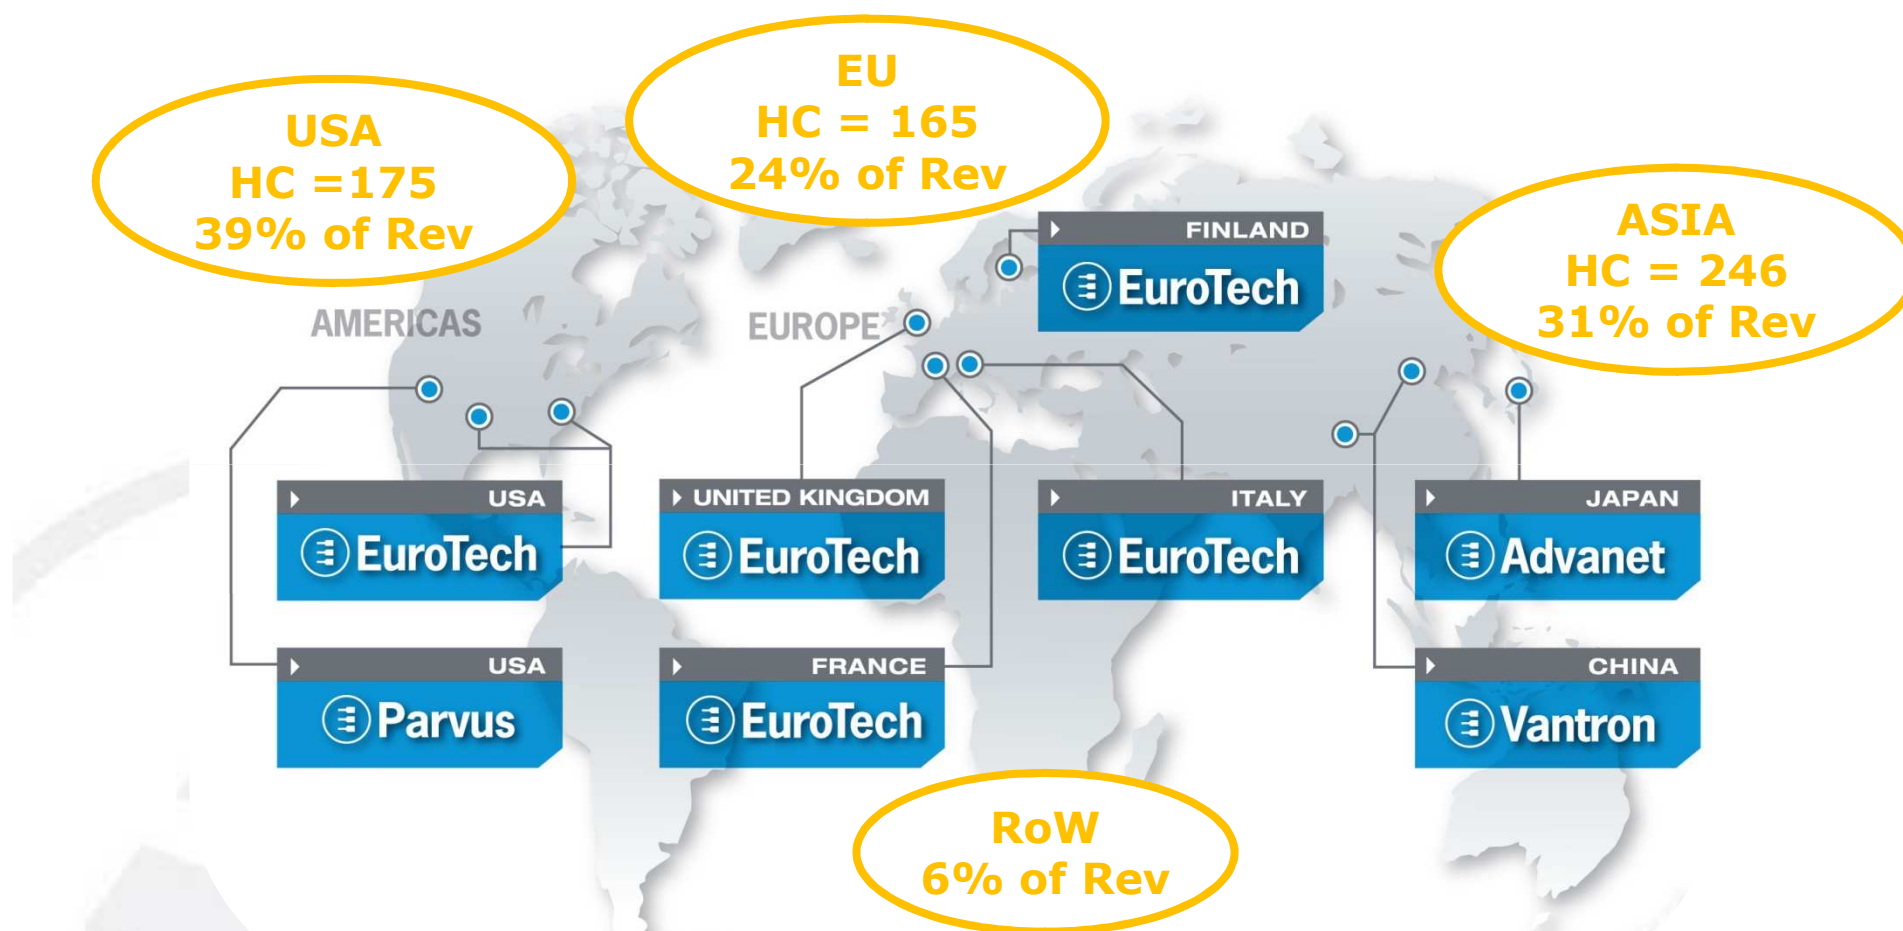 EU
HC = 165
24% of Rev
USA
HC =175
39% of Rev
ASIA
HC = 246
31% of Rev
FINLAND
EuroTech
AMERICAS
EUROPE
USA
EuroTech
UNITED KINGDOM
EuroTech
ITALY
EuroTech
JAPAN
Advanet
USA
Parvus
FRANCE
EuroTech
CHINA
Vantron
RoW
6% of Rev